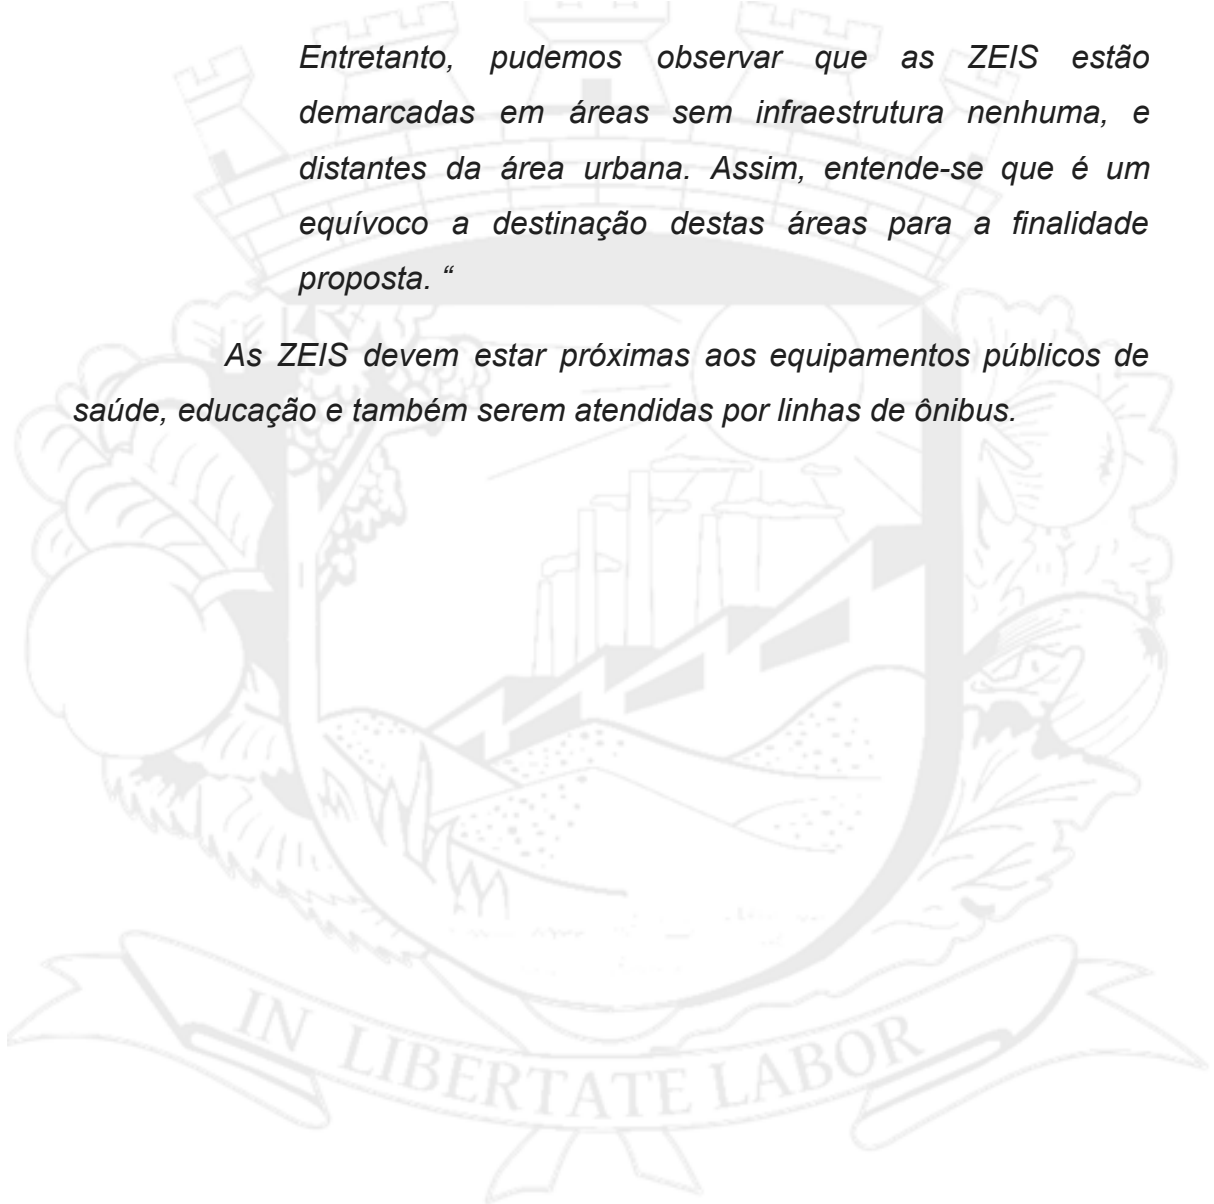 Entretanto, pudemos observar que as ZEIS estão
demarcadas em áreas sem infraestrutura nenhuma, e
distantes da área urbana. Assim, entende-se que é um
equívoco a destinação destas áreas para a finalidade
proposta. “
As ZEIS devem estar próximas aos equipamentos públicos de
saúde, educação e também serem atendidas por linhas de ônibus.
IN LIBERTATE LABOR